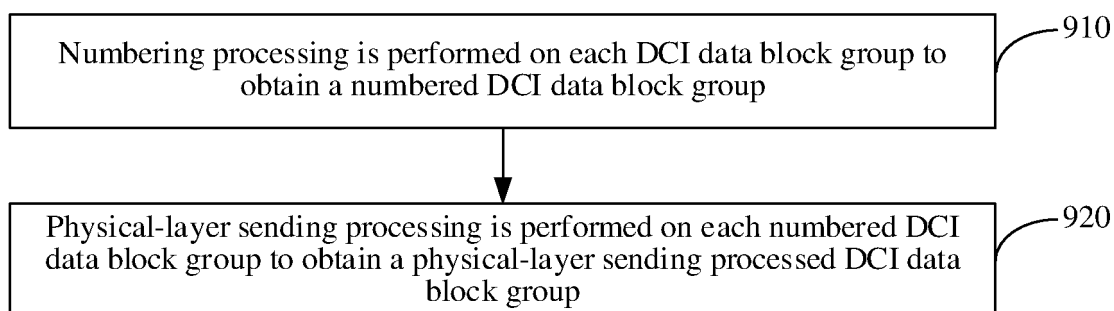 Numbering processing is performed on each DCI data block group to
obtain a numbered DCI data block group
910
Physical-layer sending processing is performed on each numbered DCI
data block group to obtain a physical-layer sending processed DCI data
block group
920